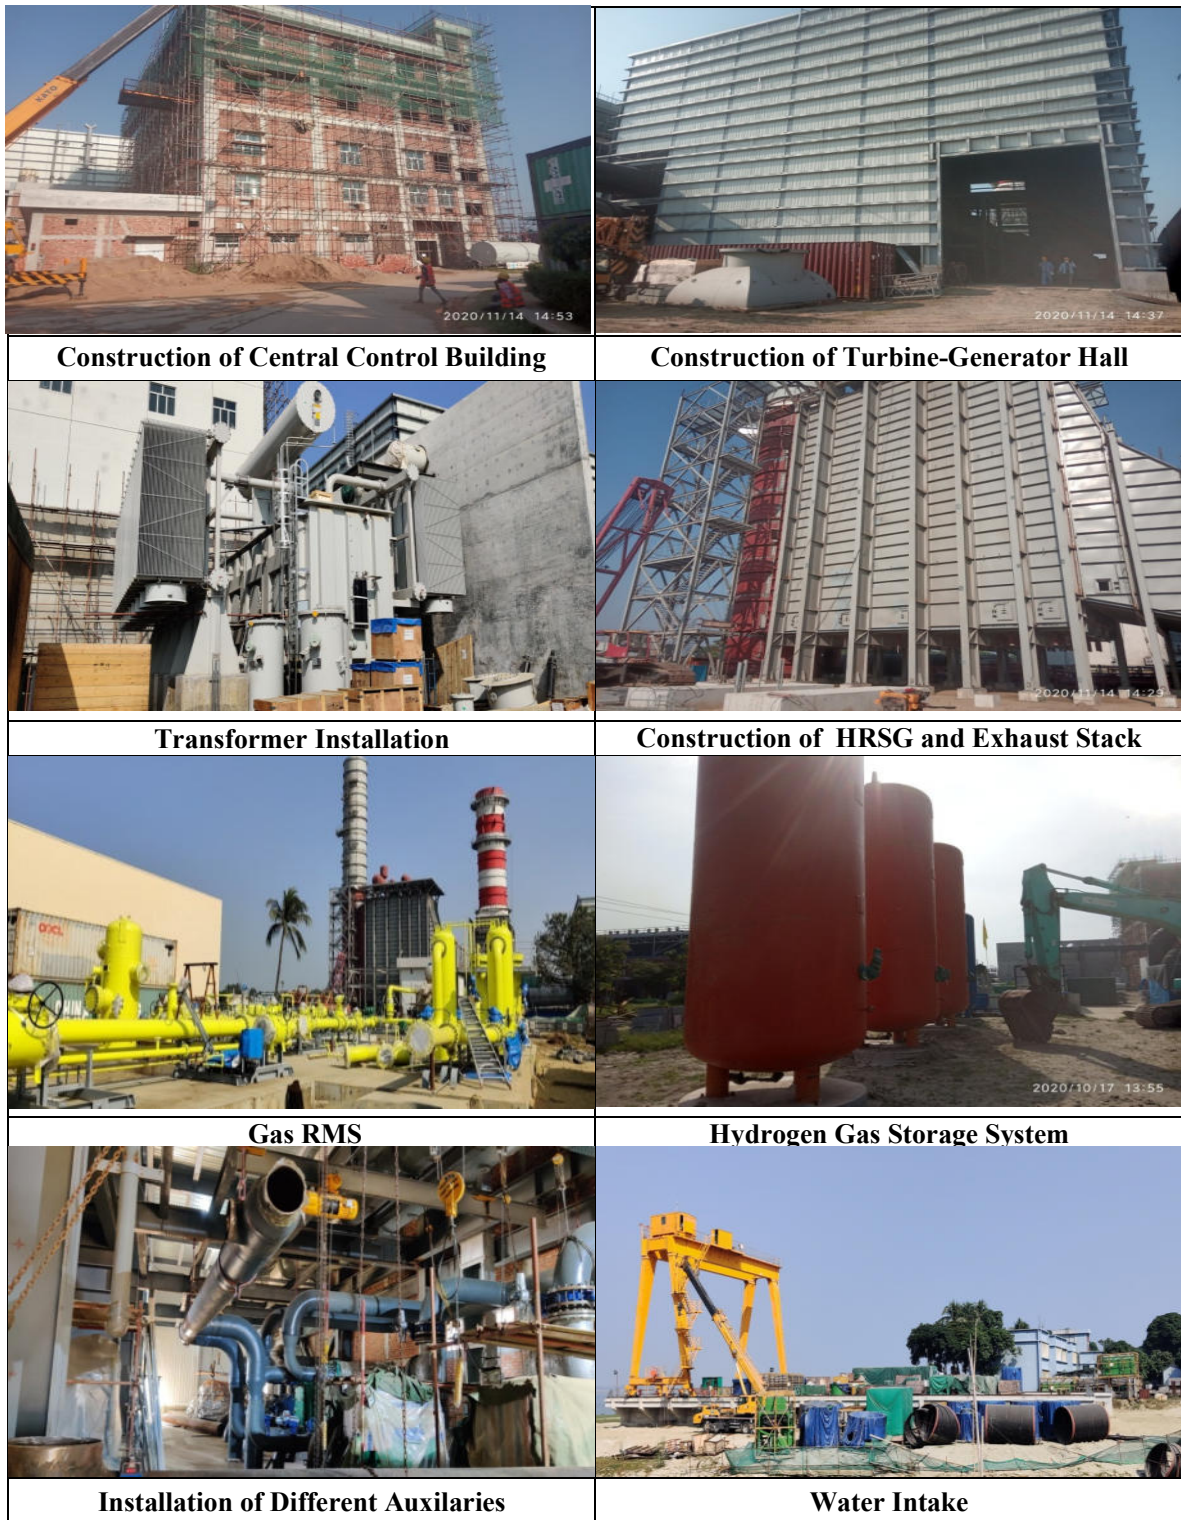 KATO
2020/11/14 14:53
2020/11/14 14:37
Construction of Central Control Building
Construction of Turbine-Generator Hall
2020/11/14 14:29
Transformer Installation
Construction of HRSG and Exhaust Stack
OOCL
2020/10/17 13:55
Gas RMS
Hydrogen Gas Storage System
Installation of Different Auxilaries
Water Intake